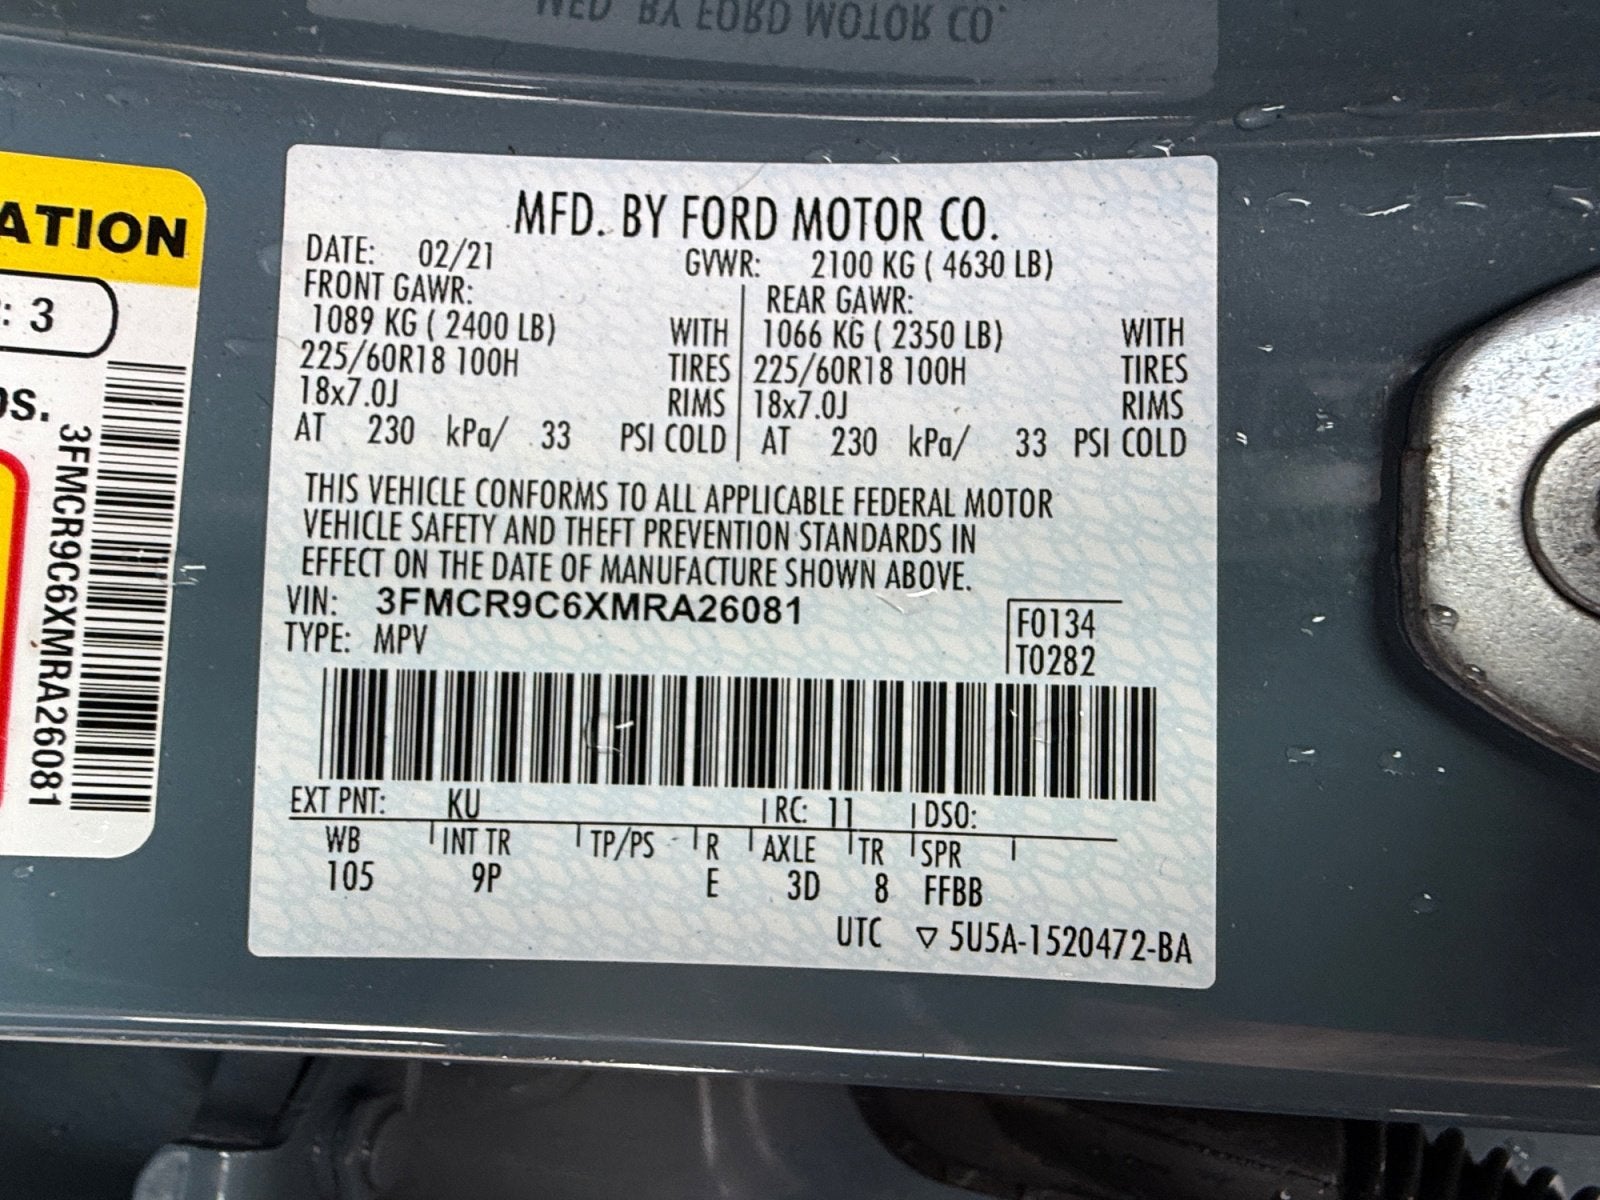 MFD. BY FORD MOTOR CO.
ATION
: 3
s.
3FMCR9C6XMRA26081
MFD. BY FORD MOTOR CO.
DATE: 02/21 GVWR: 2100 KG ( 4630 LB)
FRONT GAWR: REAR GAWR:
1089 KG ( 2400 LB) WITH 1066 KG ( 2350 LB) WITH
225/60R18 100H TIRES 225/60R18 100H TIRES
18x7.0J RIMS 18x7.0J RIMS
AT 230 kPa/ 33 PSI COLD AT 230 kPa/ 33 PSI COLD
THIS VEHICLE CONFORMS TO ALL APPLICABLE FEDERAL MOTOR
VEHICLE SAFETY AND THEFT PREVENTION STANDARDS IN
EFFECT ON THE DATE OF MANUFACTURE SHOWN ABOVE.
VIN: 3FMCR9C6XMRA26081
TYPE: MPV
F0134
T0282
EXT PNT: KU RC: 11 DSO:
WB INT TR TP/PS R AXLE TR SPR
105 9P E 3D 8 FFBB
UTC ▽ 5U5A-1520472-BA